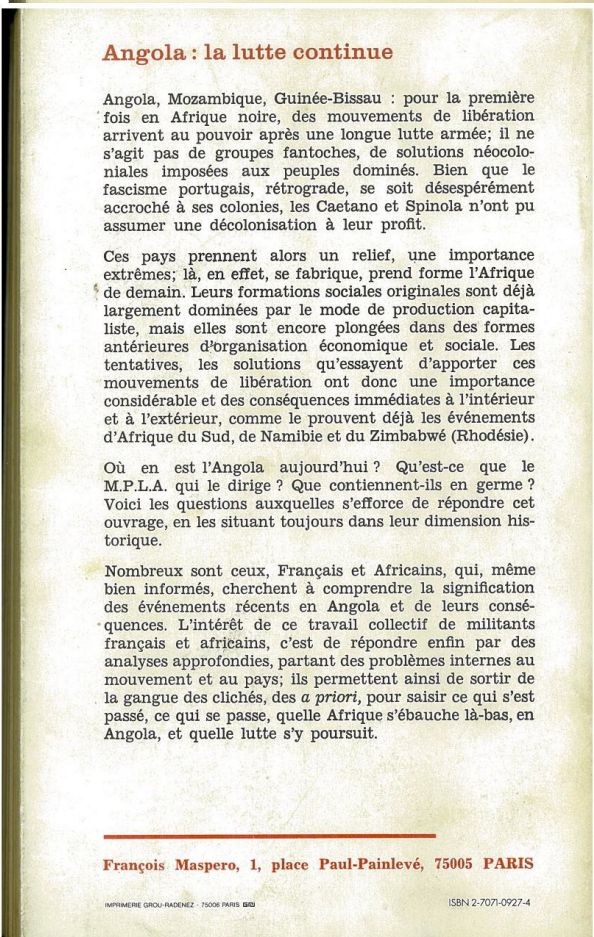 Angola : la lutte continue
Angola, Mozambique, Guinée-Bissau : pour la première
fois en Afrique noire, des mouvements de libération
arrivent au pouvoir après une longue lutte armée; il ne
s'agit pas de groupes fantoches, de solutions néocolo-
niales imposées aux peuples dominés. Bien que le
fascisme portugais, rétrograde, se soit désespérément
accroché à ses colonies, les Caetano et Spinola n'ont pu
assumer une décolonisation à leur profit.
Ces pays prennent alors un relief, une importance
extrêmes; là, en effet, se fabrique, prend forme l'Afrique
de demain. Leurs formations sociales originales sont déjà
largement dominées par le mode de production capita-
liste, mais elles sont encore plongées dans des formes
antérieures d'organisation économique et sociale. Les
tentatives, les solutions qu'essayent d'apporter ces
mouvements de libération ont donc une importance
considérable et des conséquences immédiates à l'intérieur
et à l'extérieur, comme le prouvent déjà les événements
d'Afrique du Sud, de Namibie et du Zimbabwé (Rhodésie).
Où en est l'Angola aujourd'hui ? Qu'est-ce que le
M.P.L.A. qui le dirige ? Que contiennent-ils en germe ?
Voici les questions auxquelles s'efforce de répondre cet
ouvrage, en les situant toujours dans leur dimension his-
torique.
Nombreux sont ceux, Français et Africains, qui, même
bien informés, cherchent à comprendre la signification
des événements récents en Angola et de leurs consé-
quences. L'intérêt de ce travail collectif de militants
français et africains, c'est de répondre enfin par des
analyses approfondies, partant des problèmes internes au
mouvement et au pays; ils permettent ainsi de sortir de
la gangue des clichés, des a priori, pour saisir ce qui s'est
passé, ce qui se passe, quelle Afrique s'ébauche là-bas, en
Angola, et quelle lutte s'y poursuit.
François Maspero, 1, place Paul-Painlevé, 75005 PARIS
IMPRIMERIE GROU-RADENEZ - 75006 PARIS
ISBN 2-7071-0927-4